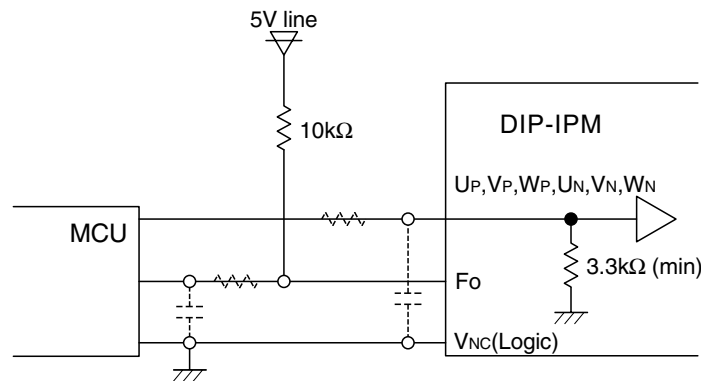 5V line
10kΩ
DIP-IPM
UP,VP,WP,UN,VN,WN
MCU
3.3kΩ (min)
Fo
VNC(Logic)